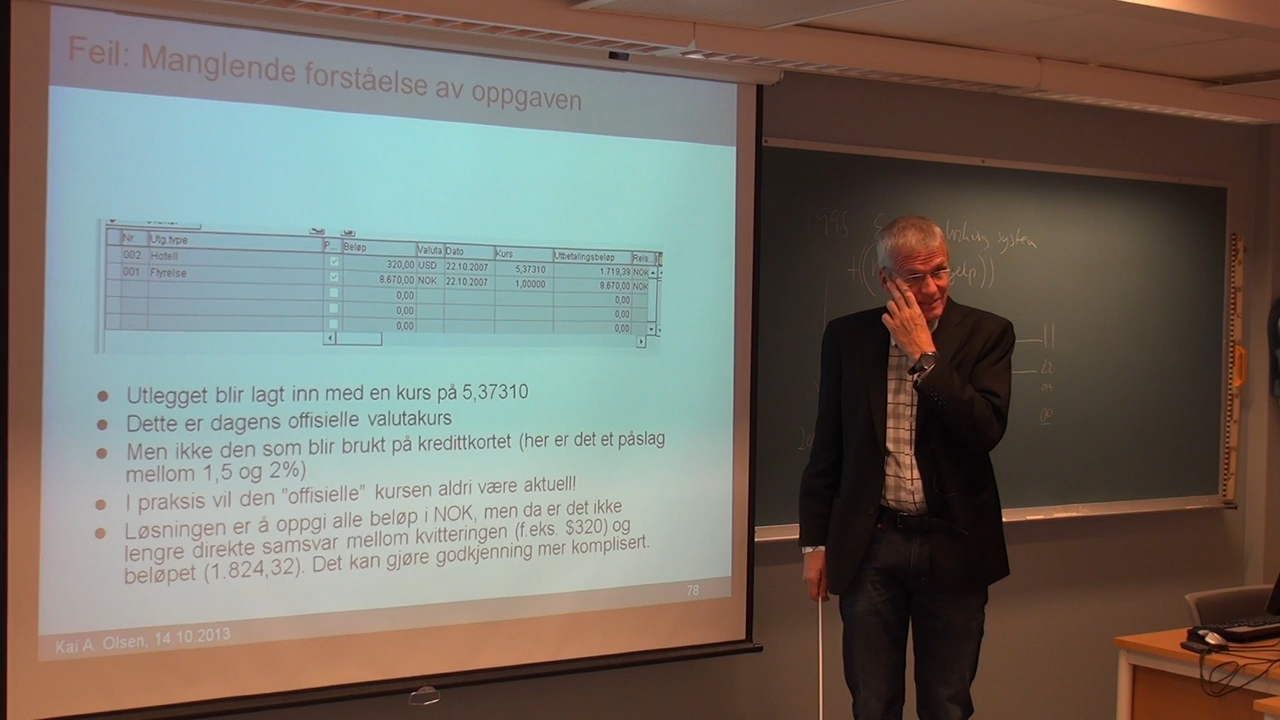 Feil: Manglende forståelse av oppgaven
Nr. Utg.type P... Beløp Valuta Dato Kurs Utbetalingsbeløp Reis..
002 Hotell 320,00 USD 22.10.2007 5,37310 1.719,39 NOK
001 Flyreise 8.670,00 NOK 22.10.2007 1,00000 8.670,00 NOK
0,00 0,00
0,00 0,00
0,00 0,00
• Utlegget blir lagt inn med en kurs på 5,37310
• Dette er dagens offisielle valutakurs
• Men ikke den som blir brukt på kredittkortet (her er det et påslag
mellom 1,5 og 2%)
• I praksis vil den "offisielle" kursen aldri være aktuell!
• Løsningen er å oppgi alle beløp i NOK, men da er det ikke
lengre direkte samsvar mellom kvitteringen (f.eks. $320) og
beløpet (1.824,32). Det kan gjøre godkjenning mer komplisert.
78
Kai A. Olsen, 14.10.2013
system